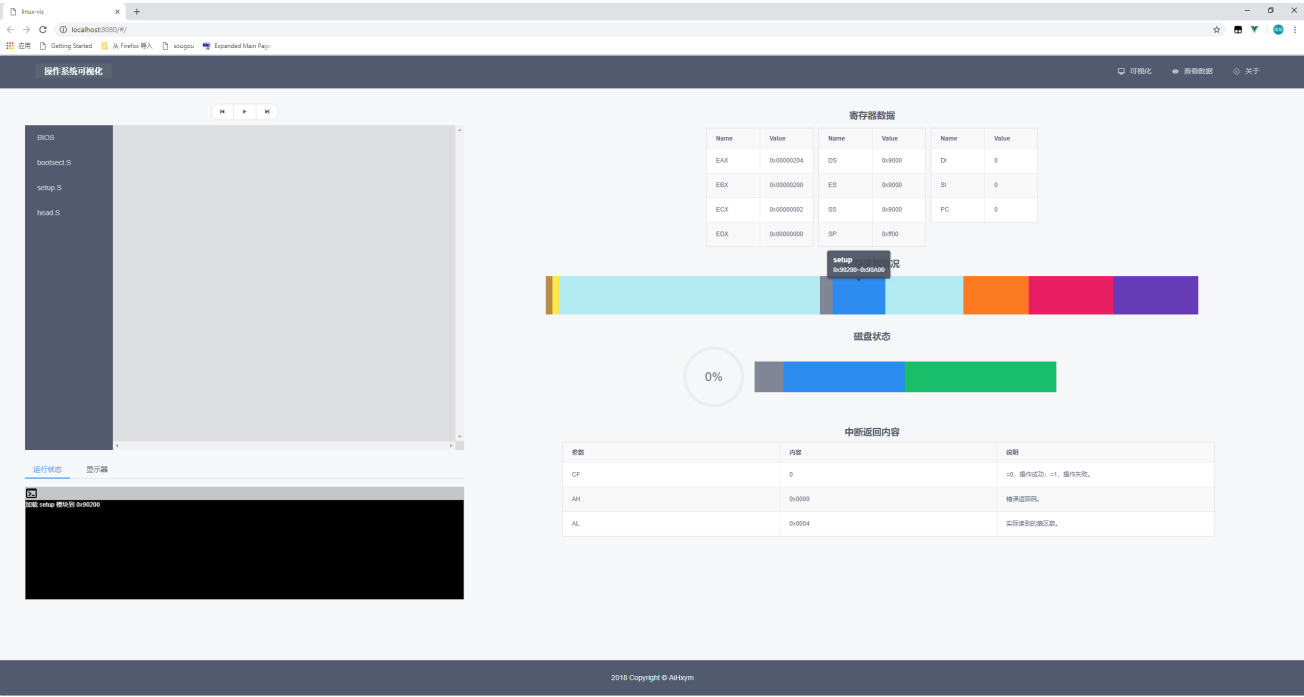 linux-vis
localhost:8080/#/
应用 Getting Started 从 Firefox 导入 sougou Expanded Main Page
操作系统可视化 可视化 查看数据 关于
BIOS
bootsect.S
setup.S
head.S
运行状态 显示器
加载 setup 模块到 0x90200
寄存器数据
Name Value Name Value Name Value
EAX 0x00000204 DS 0x9000 DI 0
EBX 0x00000200 ES 0x9000 SI 0
ECX 0x00000002 SS 0x9000 PC 0
EDX 0x00000000 SP 0xff00
setup
0x90200~0x90A00
况
磁盘状态
0%
中断返回内容
参数 内容 说明
CF 0 =0，操作成功；=1，操作失败。
AH 0x0000 错误返回码。
AL 0x0004 实际读到的扇区数。
2018 Copyright © AiHxym